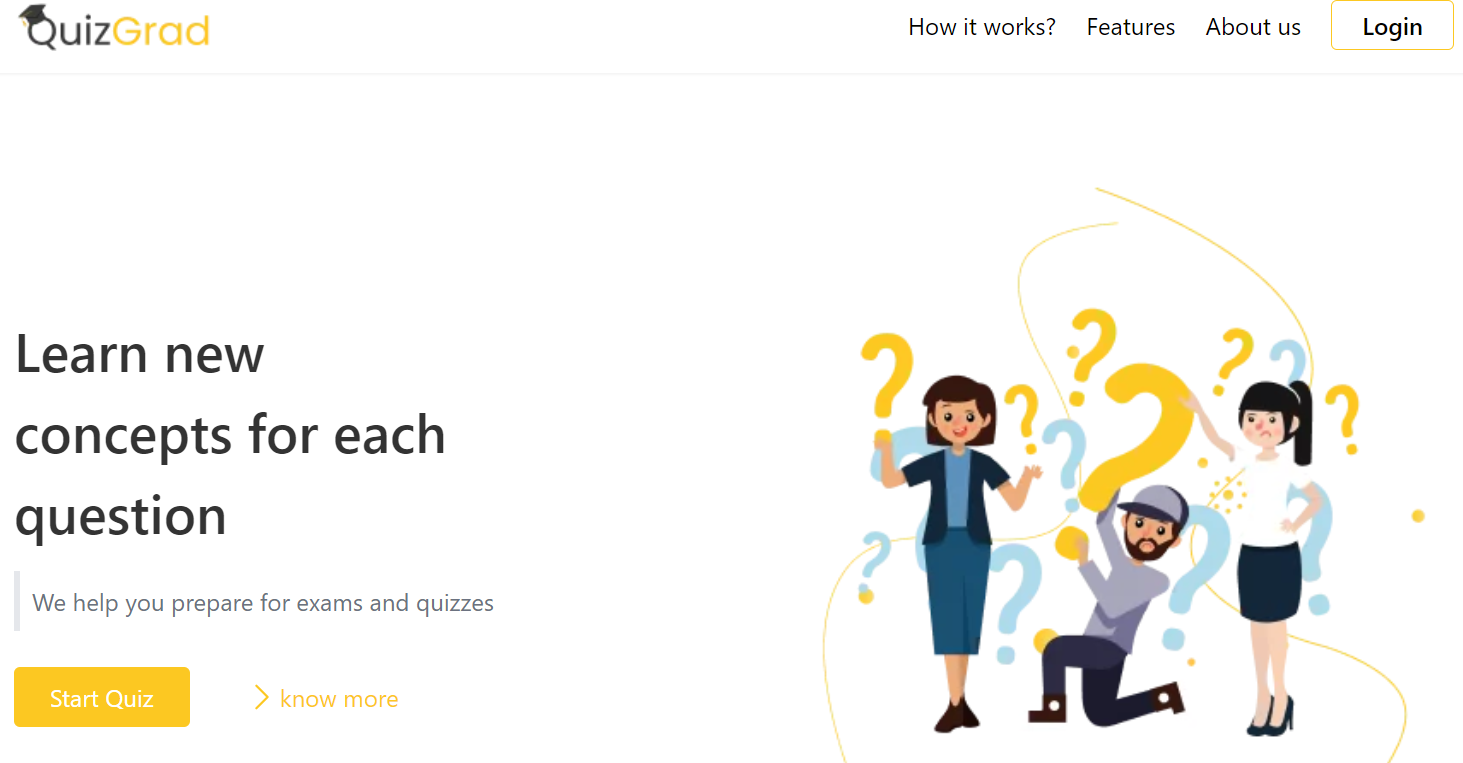 QuizGrad
How it works?
Features
About us
Login
Learn new
concepts for each
question
We help you prepare for exams and quizzes
Start Quiz
know more